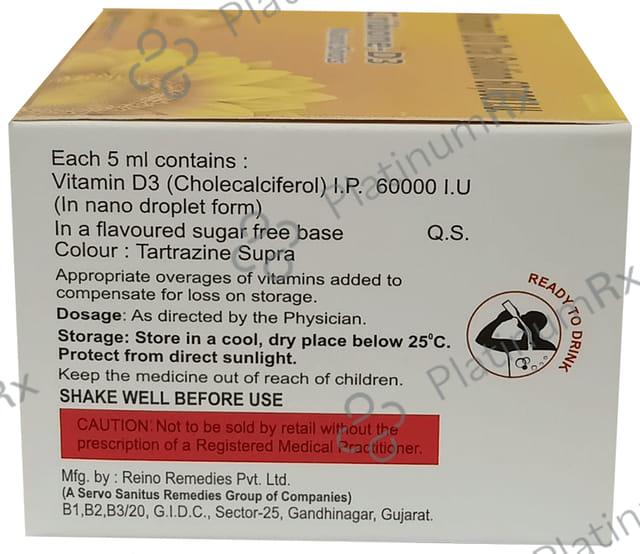 Each 5 ml contains :
Vitamin D3 (Cholecalciferol) I.P. 60000 I.U
(In nano droplet form)
In a flavoured sugar free base Q.S.
Colour : Tartrazine Supra
Appropriate overages of vitamins added to
compensate for loss on storage.
Dosage: As directed by the Physician.
Storage: Store in a cool, dry place below 25°C.
Protect from direct sunlight.
Keep the medicine out of reach of children.
SHAKE WELL BEFORE USE
CAUTION: Not to be sold by retail without the
prescription of a Registered Medical Practitioner.
Mfg. by : Reino Remedies Pvt. Ltd.
(A Servo Sanitus Remedies Group of Companies)
B1,B2,B3/20, G.I.D.C., Sector-25, Gandhinagar, Gujarat.
READY TO DRINK
PlatinumRx